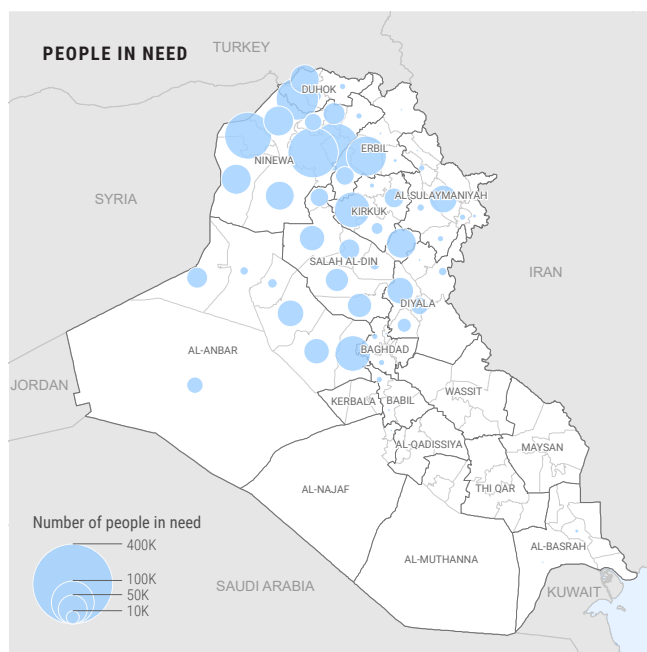 PEOPLE IN NEED
TURKEY
DUHOK
ERBIL
NINEWA
AL-SULAYMANIYAH
SYRIA
KIRKUK
SALAH AL-DIN
IRAN
DIYALA
AL-ANBAR
BAGHDAD
JORDAN
WASSIT
KERBALA
BABIL
AL-QADISSIYA
MAYSAN
AL-NAJAF
THI QAR
Number of people in need
400K
100K
50K
10K
AL-MUTHANNA
AL-BASRAH
SAUDI ARABIA
KUWAIT